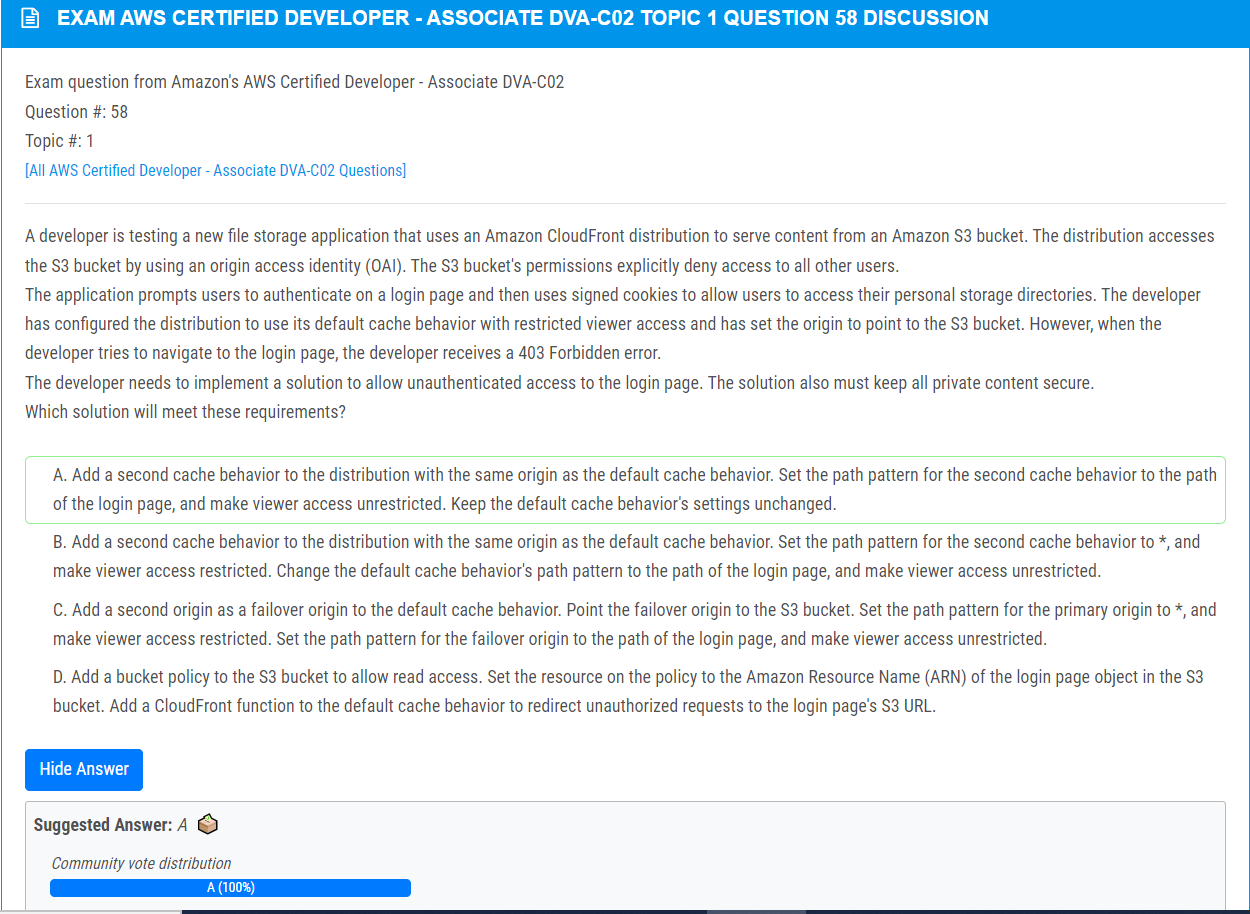 EXAM AWS CERTIFIED DEVELOPER - ASSOCIATE DVA-C02 TOPIC 1 QUESTION 58 DISCUSSION
Exam question from Amazon's AWS Certified Developer - Associate DVA-C02
Question #: 58
Topic #: 1
[All AWS Certified Developer - Associate DVA-C02 Questions]
A developer is testing a new file storage application that uses an Amazon CloudFront distribution to serve content from an Amazon S3 bucket. The distribution accesses
the S3 bucket by using an origin access identity (OAI). The S3 bucket's permissions explicitly deny access to all other users.
The application prompts users to authenticate on a login page and then uses signed cookies to allow users to access their personal storage directories. The developer
has configured the distribution to use its default cache behavior with restricted viewer access and has set the origin to point to the S3 bucket. However, when the
developer tries to navigate to the login page, the developer receives a 403 Forbidden error.
The developer needs to implement a solution to allow unauthenticated access to the login page. The solution also must keep all private content secure.
Which solution will meet these requirements?
A. Add a second cache behavior to the distribution with the same origin as the default cache behavior. Set the path pattern for the second cache behavior to the path
of the login page, and make viewer access unrestricted. Keep the default cache behavior's settings unchanged.
B. Add a second cache behavior to the distribution with the same origin as the default cache behavior. Set the path pattern for the second cache behavior to *, and
make viewer access restricted. Change the default cache behavior's path pattern to the path of the login page, and make viewer access unrestricted.
C. Add a second origin as a failover origin to the default cache behavior. Point the failover origin to the S3 bucket. Set the path pattern for the primary origin to *, and
make viewer access restricted. Set the path pattern for the failover origin to the path of the login page, and make viewer access unrestricted.
D. Add a bucket policy to the S3 bucket to allow read access. Set the resource on the policy to the Amazon Resource Name (ARN) of the login page object in the S3
bucket. Add a CloudFront function to the default cache behavior to redirect unauthorized requests to the login page's S3 URL.
Hide Answer
Suggested Answer: A
Community vote distribution
A (100%)